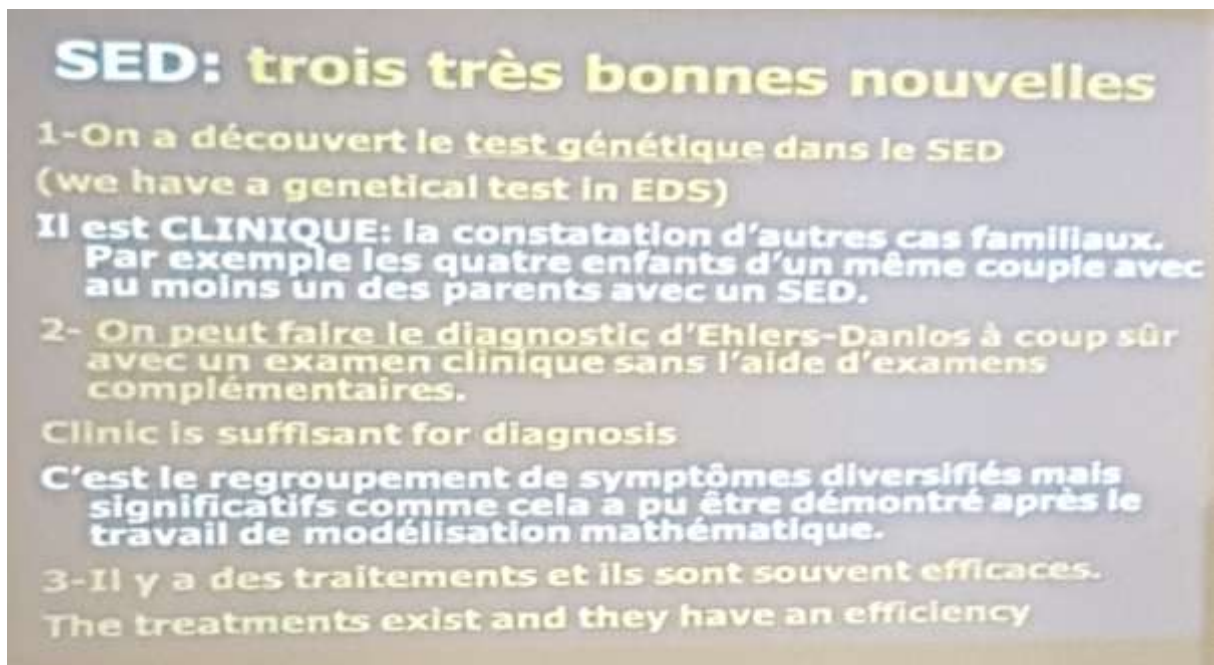 SED: trois très bonnes nouvelles
1-On a découvert le test génétique dans le SED
(we have a genetical test in EDS)
Il est CLINIQUE: la constatation d'autres cas familiaux.
Par exemple les quatre enfants d'un même couple avec
au moins un des parents avec un SED.
2- On peut faire le diagnostic d'Ehlers-Danlos à coup sûr
avec un examen clinique sans l'aide d'examens
complémentaires.
Clinic is suffisant for diagnosis
C'est le regroupement de symptômes diversifiés mais
significatifs comme cela a pu être démontré après le
travail de modélisation mathématique.
3-Il y a des traitements et ils sont souvent efficaces.
The treatments exist and they have an efficiency